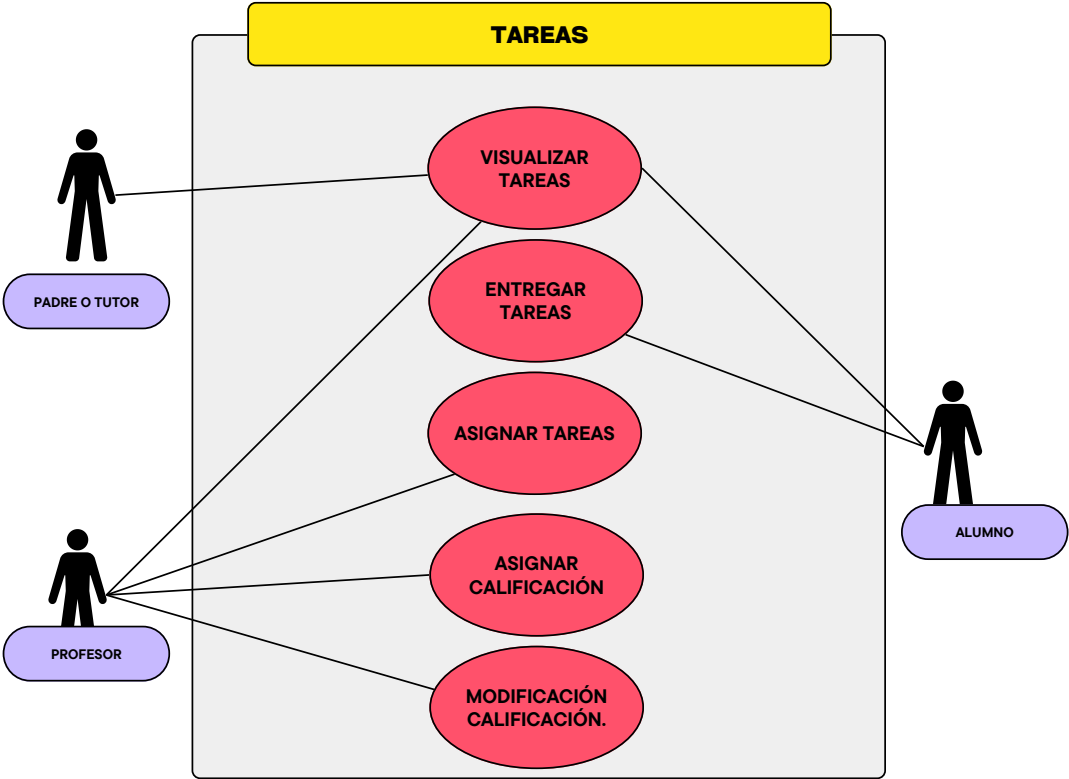 TAREAS
VISUALIZAR
TAREAS
PADRE O TUTOR
ENTREGAR
TAREAS
ASIGNAR TAREAS
ALUMNO
ASIGNAR
CALIFICACIÓN
PROFESOR
MODIFICACIÓN
CALIFICACIÓN.